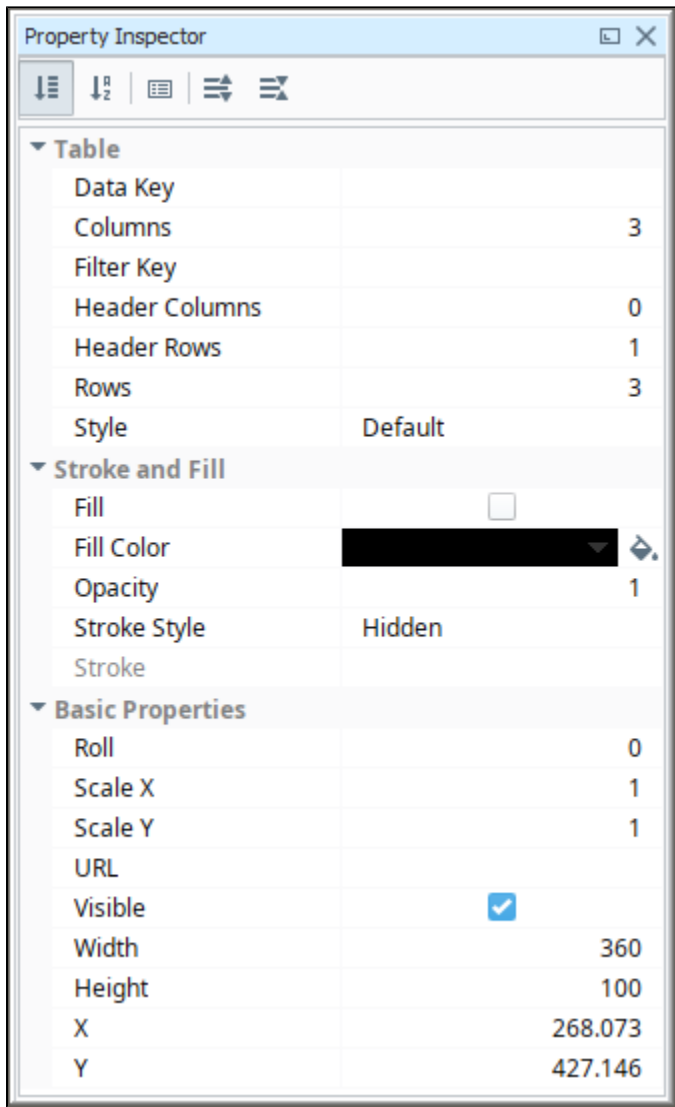 Property Inspector
Table
Data Key
Columns 3
Filter Key
Header Columns 0
Header Rows 1
Rows 3
Style Default
Stroke and Fill
Fill
Fill Color
Opacity 1
Stroke Style Hidden
Stroke
Basic Properties
Roll 0
Scale X 1
Scale Y 1
URL
Visible
Width 360
Height 100
X 268.073
Y 427.146